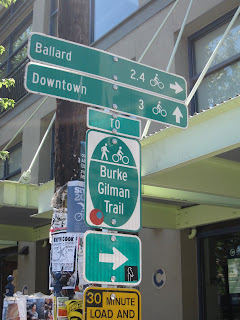 Ballard 2.4
Downtown 3
TO
Burke
Gilman
Trail
30 MINUTE
LOAD AND